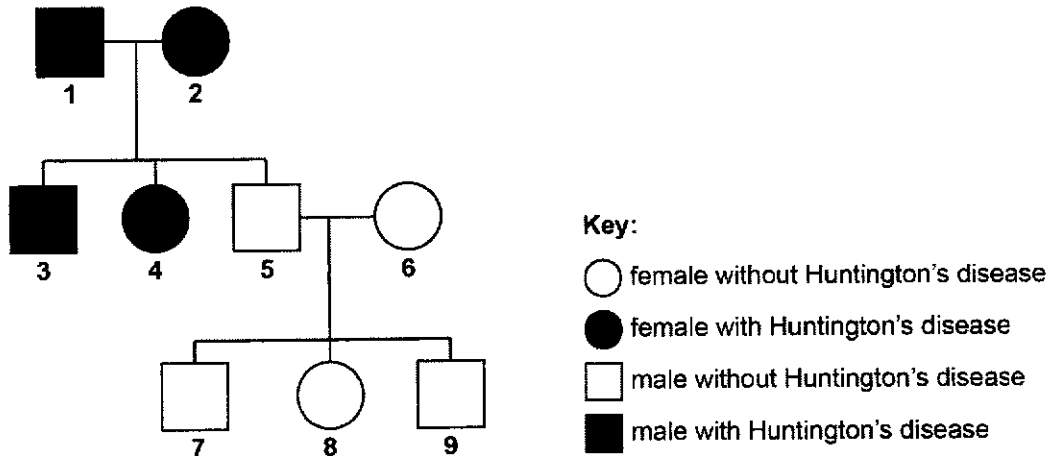 1 2
3 4 5 6
7 8 9
Key:
female without Huntington's disease
female with Huntington's disease
male without Huntington's disease
male with Huntington's disease